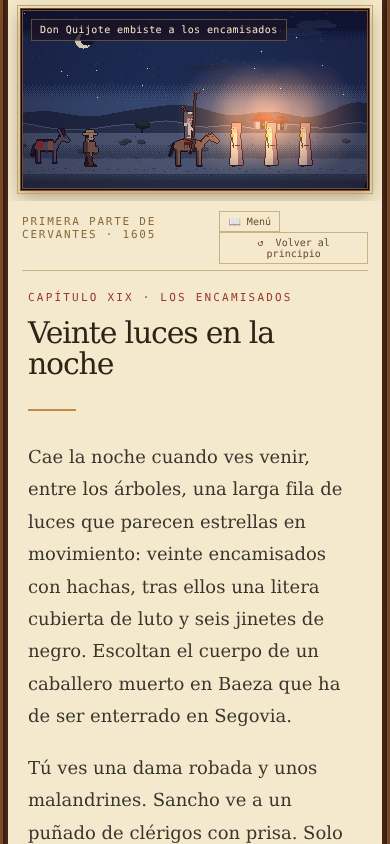 Don Quijote embiste a los encamisados
PRIMERA PARTE DE
CERVANTES · 1605
📖 Menú
↺ Volver al
principio
CAPÍTULO XIX · LOS ENCAMISADOS
Veinte luces en la
noche
Cae la noche cuando ves venir,
entre los árboles, una larga fila de
luces que parecen estrellas en
movimiento: veinte encamisados
con hachas, tras ellos una litera
cubierta de luto y seis jinetes de
negro. Escoltan el cuerpo de un
caballero muerto en Baeza que ha
de ser enterrado en Segovia.
Tú ves una dama robada y unos
malandrines. Sancho ve a un
puñado de clérigos con prisa. Solo